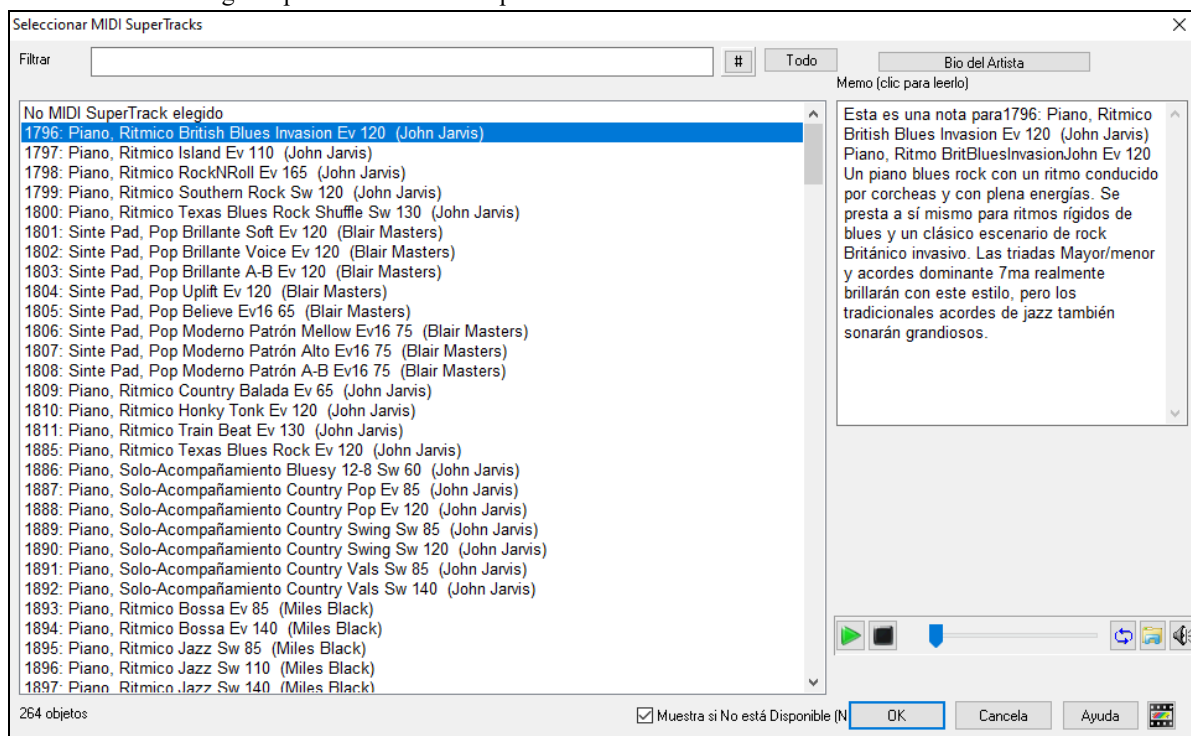 Seleccionar MIDI SuperTracks
Filtrar
#
Todo
Bio del Artista
Memo (clic para leerlo)
No MIDI SuperTrack elegido
1796: Piano, Ritmico British Blues Invasion Ev 120 (John Jarvis)
1797: Piano, Ritmico Island Ev 110 (John Jarvis)
1798: Piano, Ritmico RockNRoll Ev 165 (John Jarvis)
1799: Piano, Ritmico Southern Rock Sw 120 (John Jarvis)
1800: Piano, Ritmico Texas Blues Rock Shuffle Sw 130 (John Jarvis)
1801: Sinte Pad, Pop Brillante Soft Ev 120 (Blair Masters)
1802: Sinte Pad, Pop Brillante Voice Ev 120 (Blair Masters)
1803: Sinte Pad, Pop Brillante A-B Ev 120 (Blair Masters)
1804: Sinte Pad, Pop Uplift Ev 120 (Blair Masters)
1805: Sinte Pad, Pop Believe Ev16 65 (Blair Masters)
1806: Sinte Pad, Pop Moderno Patrón Mellow Ev16 75 (Blair Masters)
1807: Sinte Pad, Pop Moderno Patrón Alto Ev16 75 (Blair Masters)
1808: Sinte Pad, Pop Moderno Patrón A-B Ev16 75 (Blair Masters)
1809: Piano, Ritmico Country Balada Ev 65 (John Jarvis)
1810: Piano, Ritmico Honky Tonk Ev 120 (John Jarvis)
1811: Piano, Ritmico Train Beat Ev 130 (John Jarvis)
1885: Piano, Ritmico Texas Blues Rock Ev 120 (John Jarvis)
1886: Piano, Solo-Acompañamiento Bluesy 12-8 Sw 60 (John Jarvis)
1887: Piano, Solo-Acompañamiento Country Pop Ev 85 (John Jarvis)
1888: Piano, Solo-Acompañamiento Country Pop Ev 120 (John Jarvis)
1889: Piano, Solo-Acompañamiento Country Swing Sw 85 (John Jarvis)
1890: Piano, Solo-Acompañamiento Country Swing Sw 120 (John Jarvis)
1891: Piano, Solo-Acompañamiento Country Vals Sw 85 (John Jarvis)
1892: Piano, Solo-Acompañamiento Country Vals Sw 140 (John Jarvis)
1893: Piano, Ritmico Bossa Ev 85 (Miles Black)
1894: Piano, Ritmico Bossa Ev 140 (Miles Black)
1895: Piano, Ritmico Jazz Sw 85 (Miles Black)
1896: Piano, Ritmico Jazz Sw 110 (Miles Black)
1897: Piano, Ritmico Jazz Sw 140 (Miles Black)
Esta es una nota para1796: Piano, Ritmico
British Blues Invasion Ev 120 (John Jarvis)
Piano, Ritmo BritBluesInvasionJohn Ev 120
Un piano blues rock con un ritmo conducido
por corcheas y con plena energías. Se
presta a sí mismo para ritmos rígidos de
blues y un clásico escenario de rock
Británico invasivo. Las triadas Mayor/menor
y acordes dominante 7ma realmente
brillarán con este estilo, pero los
tradicionales acordes de jazz también
sonarán grandiosos.
264 objetos
Muestra si No está Disponible (N
OK
Cancela
Ayuda